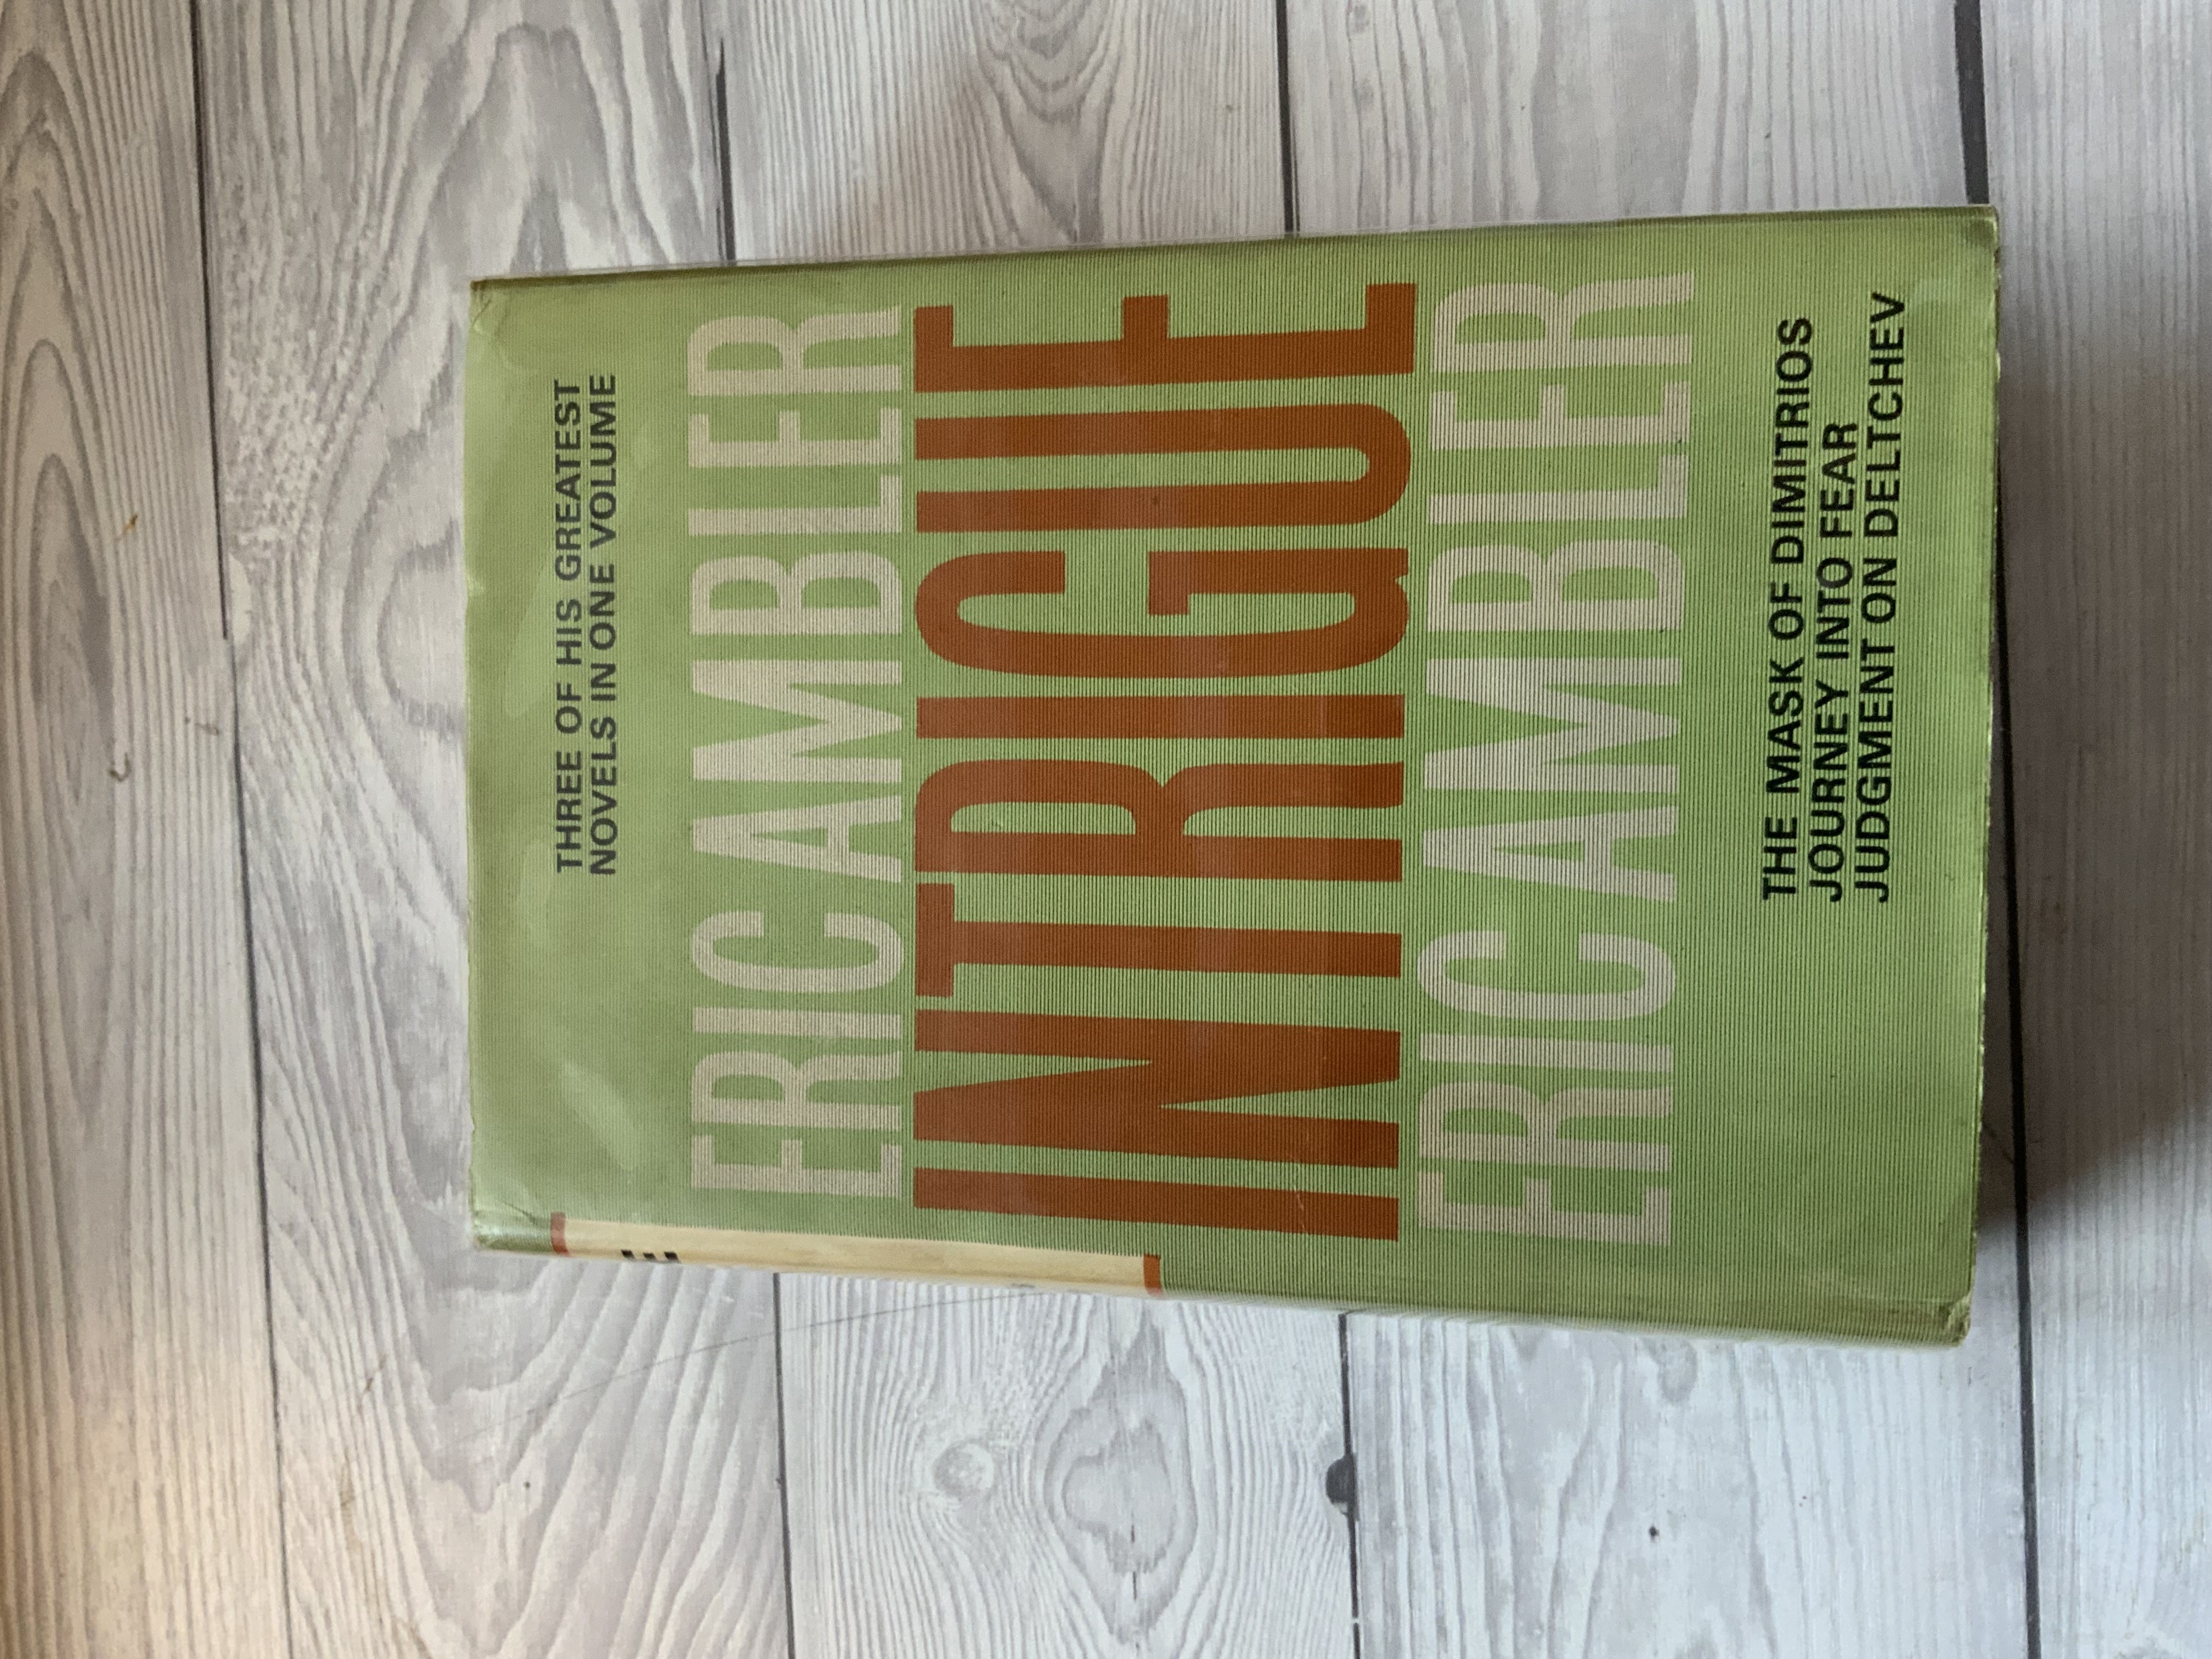 THREE OF HIS GREATEST
NOVELS IN ONE VOLUME
ERIC AMBLER
INTRIGUE
ERIC AMBLER
THE MASK OF DIMITRIOS
JOURNEY INTO FEAR
JUDGMENT ON DELTCHEV